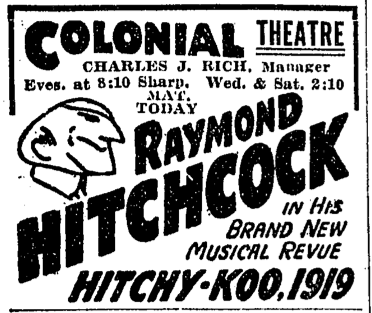 COLONIAL THEATRE
CHARLES J. RICH, Manager
Eves. at 8:10 Sharp. Wed. & Sat. 2:10
MAT.
TODAY
RAYMOND
HITCHCOCK
IN HIS
BRAND NEW
MUSICAL REVUE
HITCHY-KOO, 1919